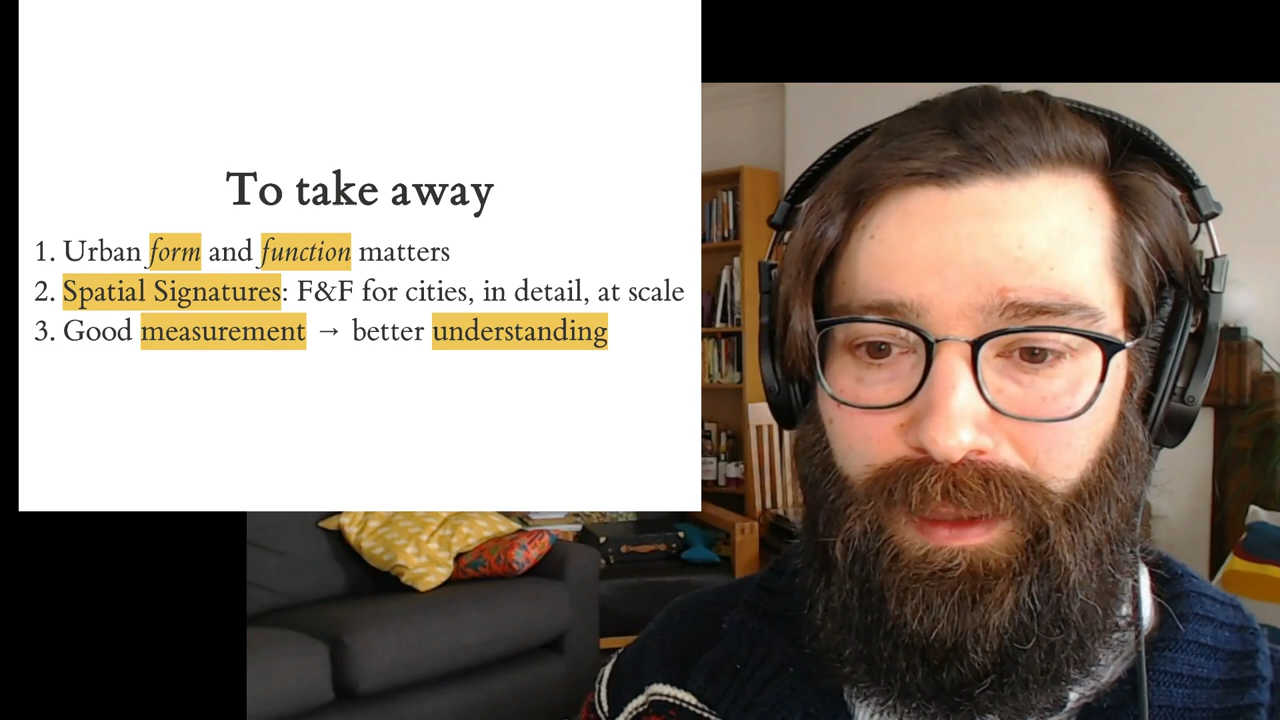 To take away
1. Urban form and function matters
2. Spatial Signatures: F&F for cities, in detail, at scale
3. Good measurement → better understanding